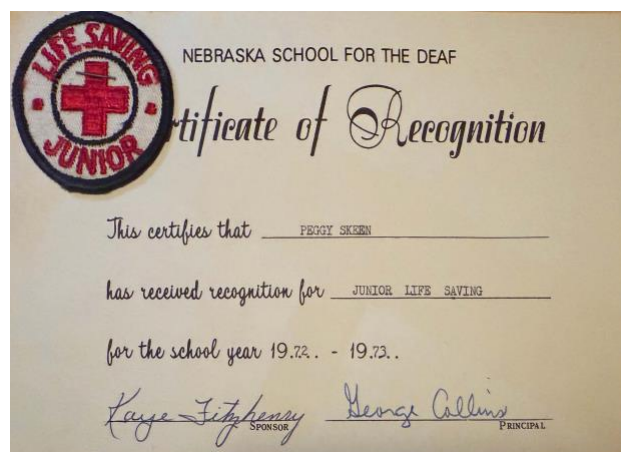 LIFE SAVING
JUNIOR
NEBRASKA SCHOOL FOR THE DEAF
rtificate of Recognition
This certifies that PEGGY SKEEN
has received recognition for JUNIOR LIFE SAVING
for the school year 19.72.. - 19.73..
Kaye Fitzhenry George Collins
SPONSOR PRINCIPAL